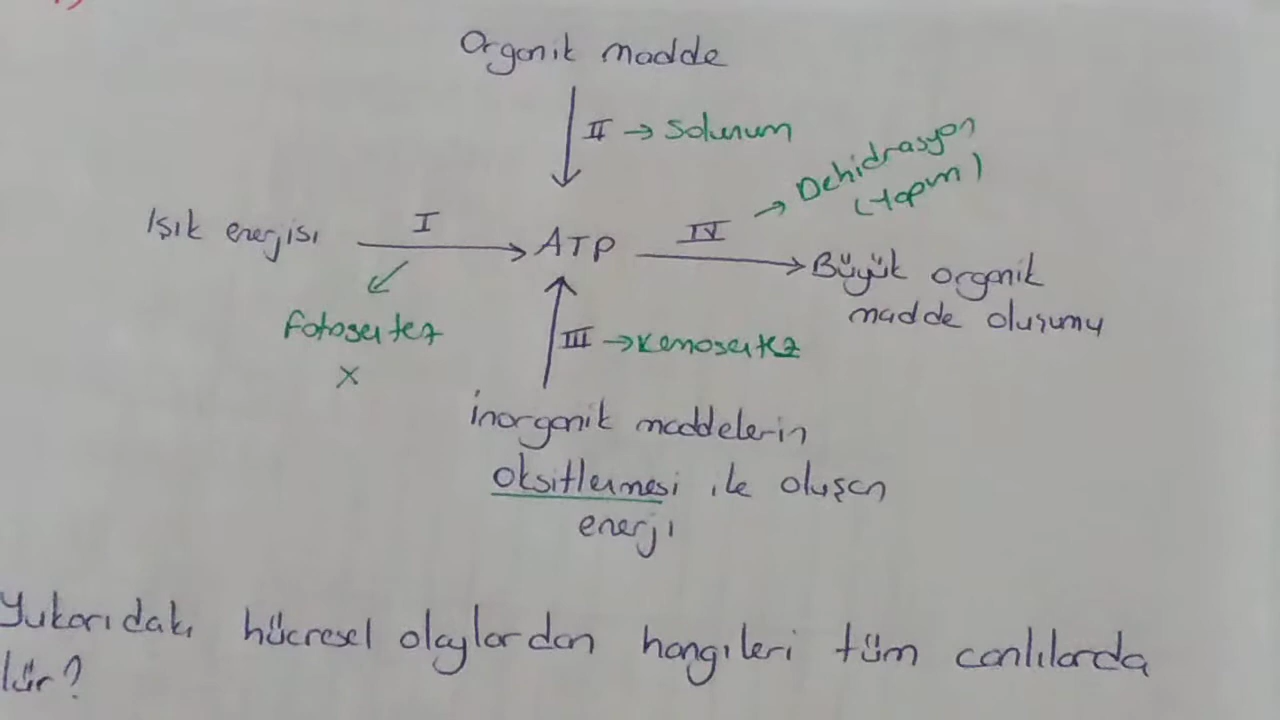 Organik madde
II → Solunum
Dehidrasyon
(yapım)
Işık enerjisi
I
ATP
IV
Büyük organik
madde oluşumu
Fotosentez
x
III → Kemosentez
inorganik maddelerin
oksitlenmesi ile oluşan
enerji
Yukarıdaki hücresel olaylardan hangileri tüm canlılarda
lür?